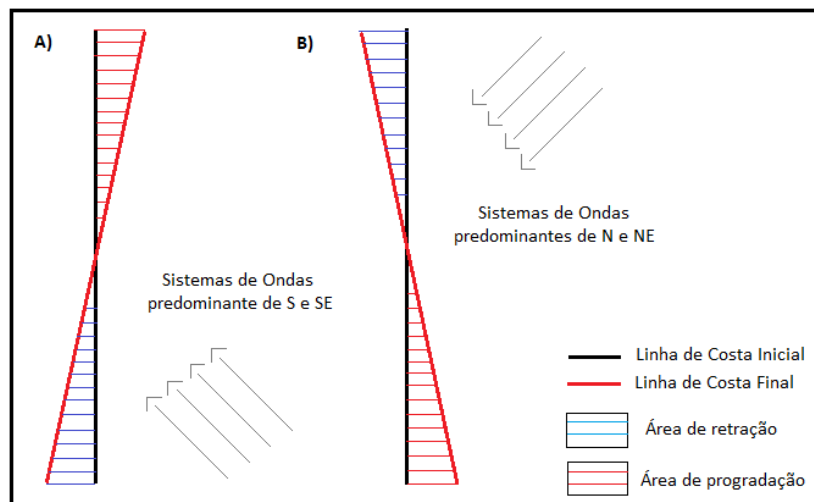 A)
B)
Sistemas de Ondas
predominantes de N e NE
Sistemas de Ondas
predominante de S e SE
Linha de Costa Inicial
Linha de Costa Final
Área de retração
Área de progradação